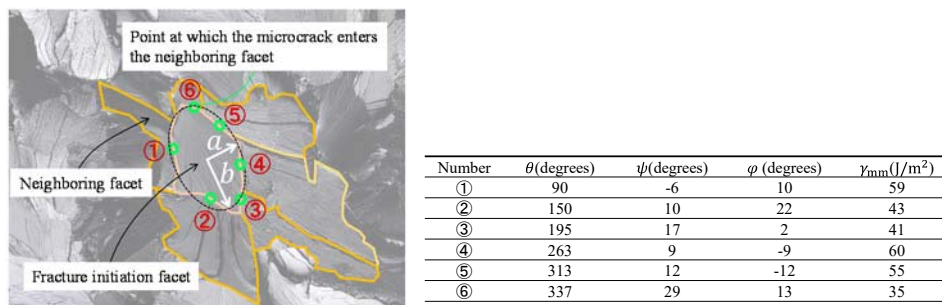 Point at which the microcrack enters
the neighboring facet
⑥
⑤
a
①
④
b
Neighboring facet
②
③
Fracture initiation facet
Number θ(degrees) ψ(degrees) φ (degrees) γmm(J/m²)
① 90 -6 10 59
② 150 10 22 43
③ 195 17 2 41
④ 263 9 -9 60
⑤ 313 12 -12 55
⑥ 337 29 13 35